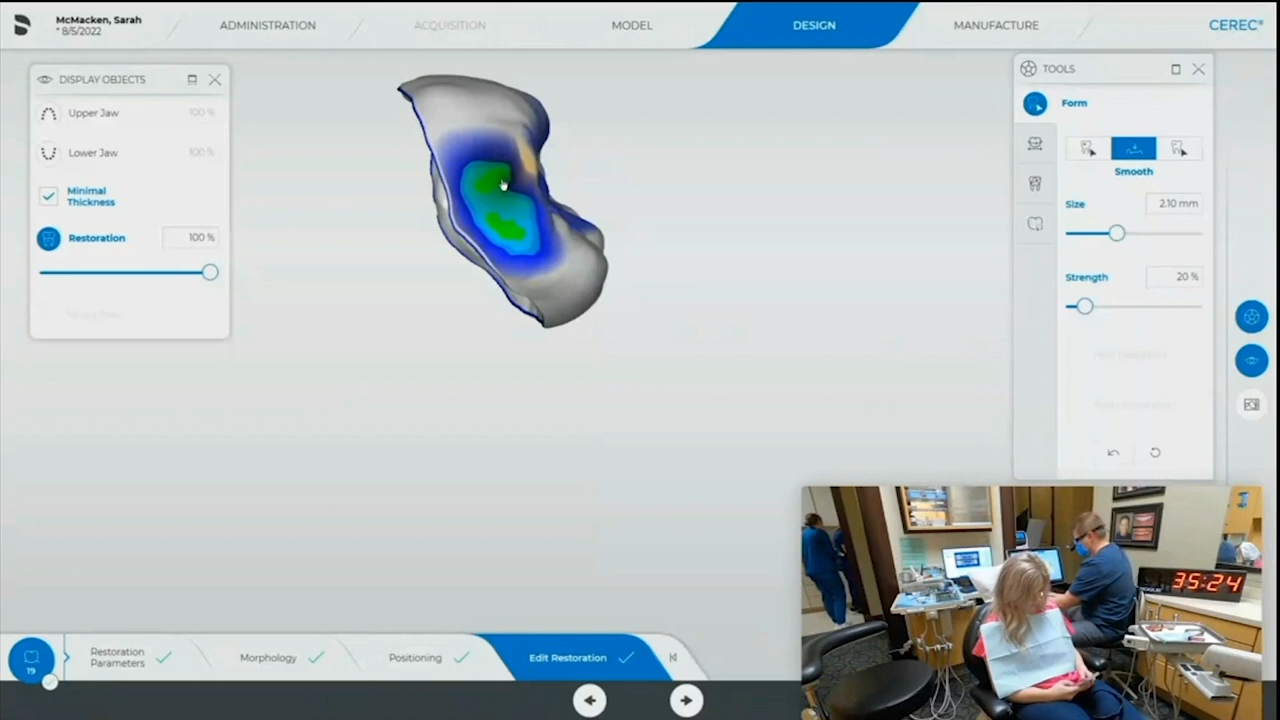 McMacken, Sarah
* 8/5/2022
ADMINISTRATION
ACQUISITION
MODEL
DESIGN
MANUFACTURE
CEREC®
DISPLAY OBJECTS
Upper Jaw 100 %
Lower Jaw 100 %
Minimal
Thickness
Restoration 100 %
TOOLS
Form
Smooth
Size 2.10 mm
Strength 20 %
35:24
19
Restoration
Parameters
Morphology
Positioning
Edit Restoration